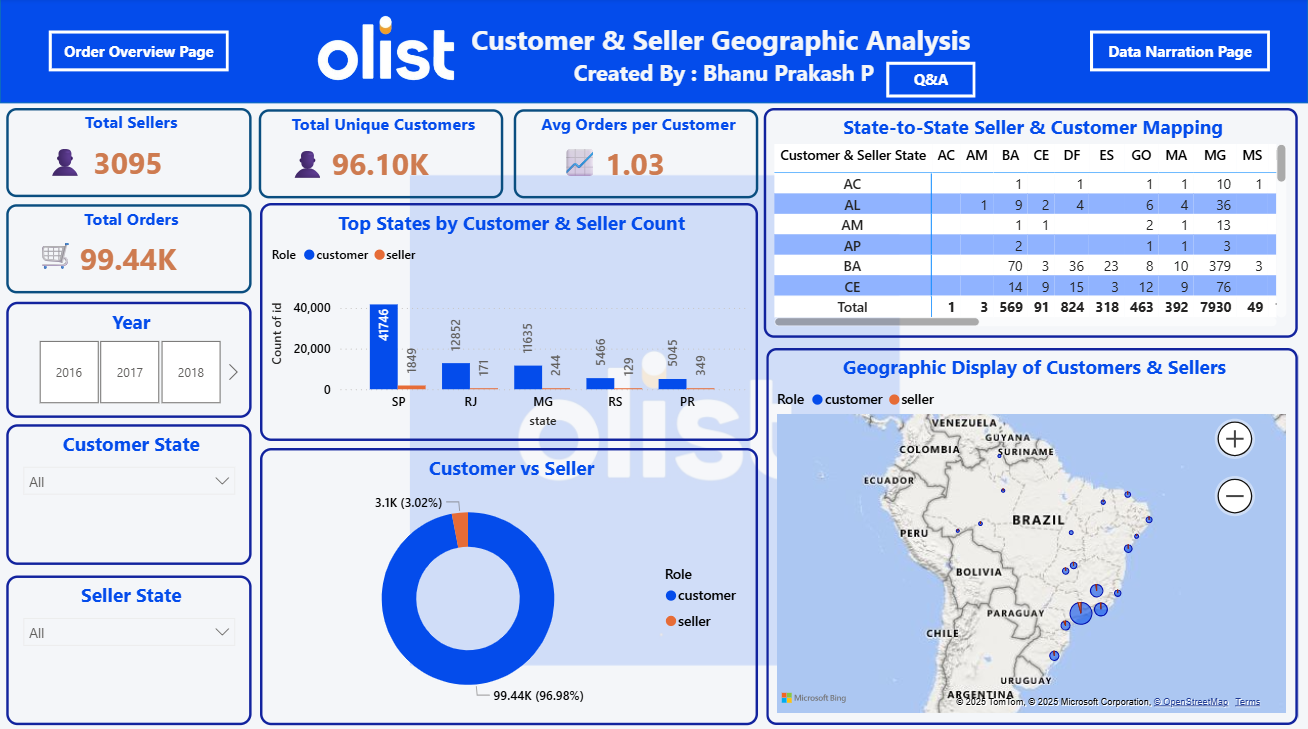 Order Overview Page
olist
Customer & Seller Geographic Analysis
Created By : Bhanu Prakash P
Q&A
Data Narration Page
Total Sellers
3095
Total Unique Customers
96.10K
Avg Orders per Customer
1.03
Total Orders
99.44K
Year
2016 2017 2018
Customer State
All
Seller State
All
Top States by Customer & Seller Count
Role customer seller
Count of id
40,000
20,000
0
41746 1849 12852 171 11635 244 5466 129 5045 349
SP RJ MG RS PR
state
Customer vs Seller
3.1K (3.02%)
99.44K (96.98%)
Role
customer
seller
State-to-State Seller & Customer Mapping
Customer & Seller State AC AM BA CE DF ES GO MA MG MS
AC 1 1 1 1 10 1
AL 1 9 2 4 6 4 36
AM 1 1 2 1 13
AP 2 1 1 3
BA 70 3 36 23 8 10 379 3
CE 14 9 15 3 12 9 76
Total 1 3 569 91 824 318 463 392 7930 49
Geographic Display of Customers & Sellers
Role customer seller
VENEZUELA
GUYANA
COLOMBIA
SURINAME
ECUADOR
BRAZIL
PERU
BOLIVIA
PARAGUAY
CHILE
URUGUAY
ARGENTINA
Microsoft Bing
© 2025 TomTom, © 2025 Microsoft Corporation, © OpenStreetMap Terms
olist